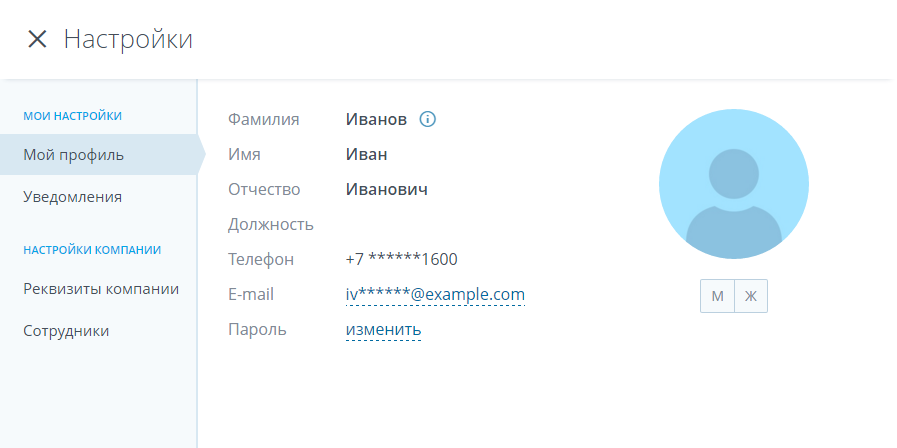 Настройки
МОИ НАСТРОЙКИ
Мой профиль
Уведомления
НАСТРОЙКИ КОМПАНИИ
Реквизиты компании
Сотрудники
Фамилия Иванов
Имя Иван
Отчество Иванович
Должность
Телефон +7 ******1600
E-mail iv******@example.com
Пароль изменить
М Ж